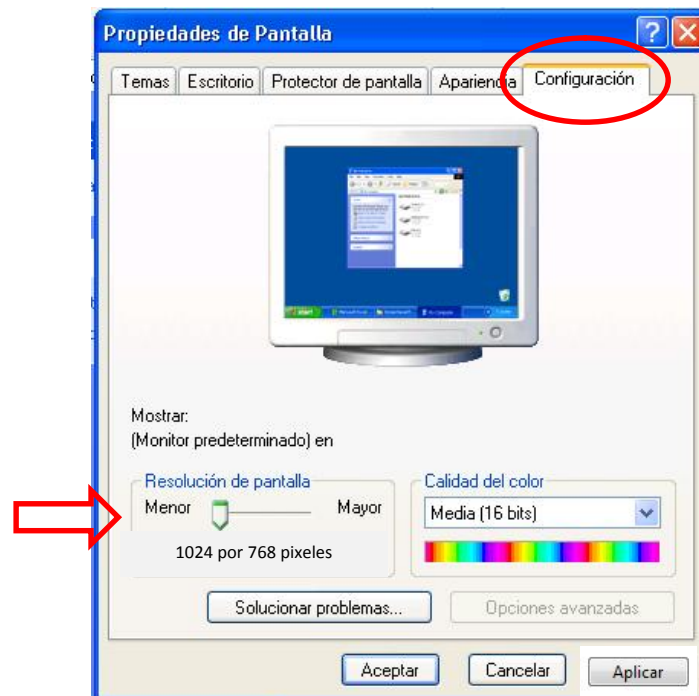 Propiedades de Pantalla
Temas Escritorio Protector de pantalla Apariencia Configuración
Mostrar:
(Monitor predeterminado) en
Resolución de pantalla
Menor Mayor
1024 por 768 pixeles
Calidad del color
Media (16 bits)
Solucionar problemas... Opciones avanzadas
Aceptar Cancelar Aplicar